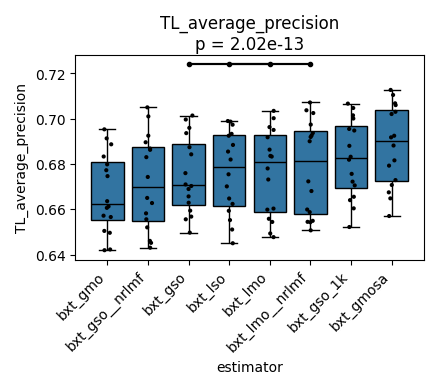 TL_average_precision
p = 2.02e-13
TL_average_precision
0.72
0.70
0.68
0.66
0.64
bxt_gmo
bxt_gso__nrlmf
bxt_gso
bxt_lso
bxt_lmo
bxt_lmo__nrlmf
bxt_gso_1k
bxt_gmosa
estimator